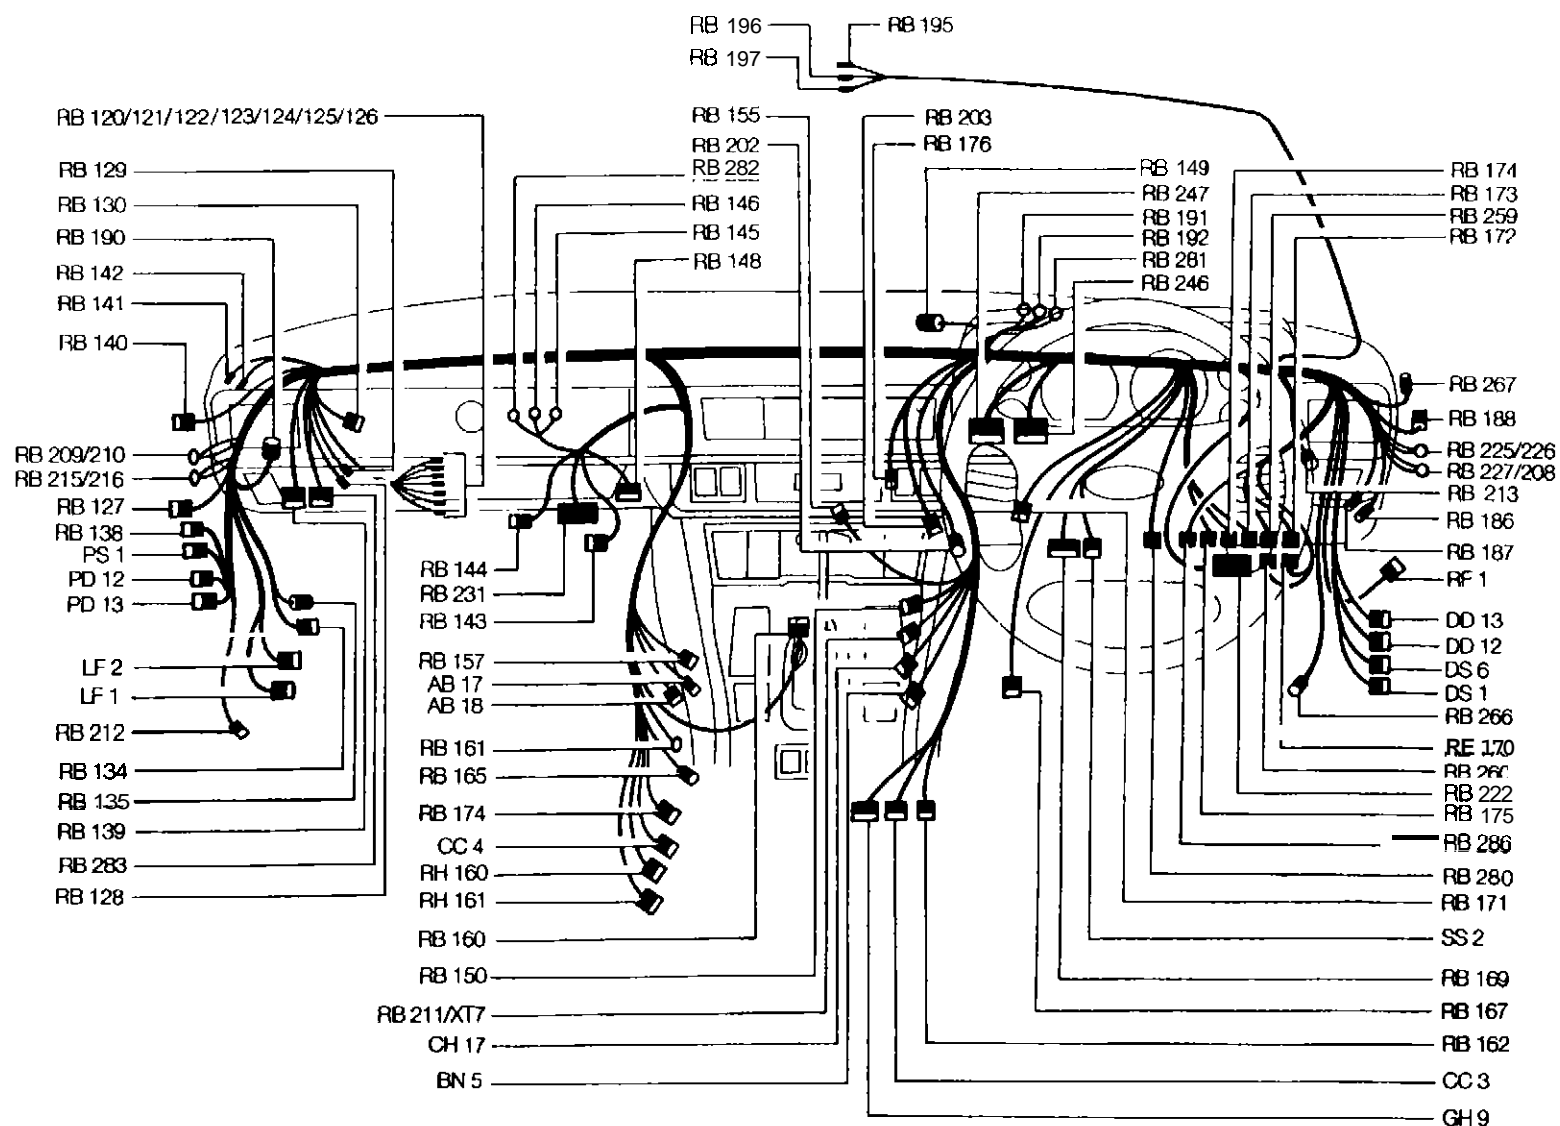 RB 196
RB 195
RB 197
RB 120/121/122/123/124/125/126
RB 155
RB 203
RB 202
RB 176
RB 129
RB 282
RB 149
RB 174
RB 130
RB 146
RB 247
RB 173
RB 190
RB 145
RB 191
RB 259
RB 192
RB 172
RB 142
RB 148
RB 281
RB 141
RB 246
RB 140
RB 267
RB 188
RB 209/210
RB 225/226
RB 215/216
RB 227/208
RB 127
RB 213
RB 138
RB 186
PS 1
RB 144
RB 187
PD 12
RB 231
RF 1
PD 13
RB 143
DD 13
DD 12
LF 2
RB 157
DS 6
LF 1
AB 17
DS 1
AB 18
RB 212
RB 266
RB 161
RE 170
RB 134
RB 165
RB 135
RB 222
RB 139
RB 174
RB 175
CC 4
RB 286
RB 283
RH 160
RB 280
RB 128
RH 161
RB 171
RB 160
SS 2
RB 150
RB 169
RB 211/XT7
RB 167
CH 17
RB 162
BN 5
CC 3
GH 9